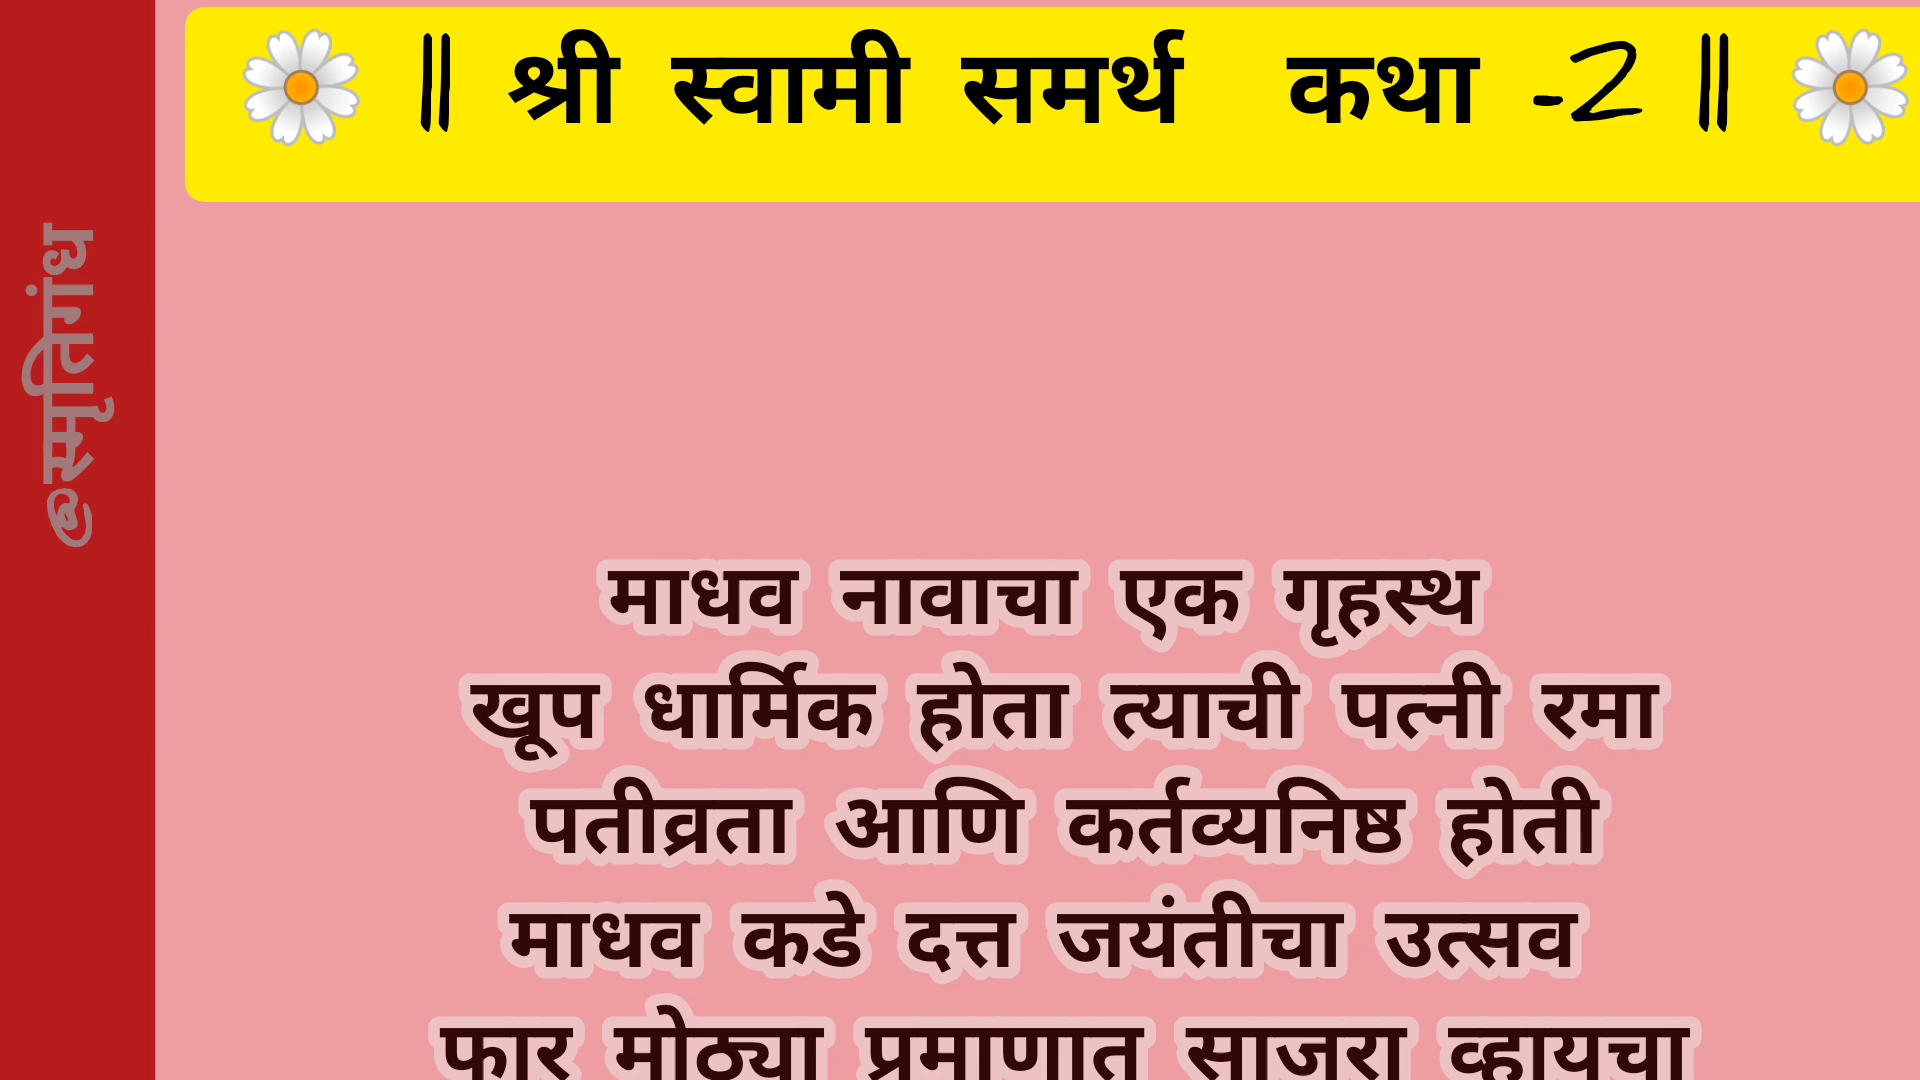 || श्री स्वामी समर्थ कथा -2 ||
@स्मृतिगंध
माधव नावाचा एक गृहस्थ
खूप धार्मिक होता त्याची पत्नी रमा
पतीव्रता आणि कर्तव्यनिष्ठ होती
माधव कडे दत्त जयंतीचा उत्सव
फार मोठ्या प्रमाणात साजरा व्हायचा